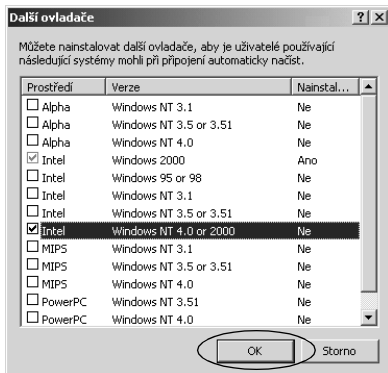 Další ovladače
Můžete nainstalovat další ovladače, aby je uživatelé používající
následující systémy mohli při připojení automaticky načíst.
Prostředí Verze Nainstal...
Alpha Windows NT 3.1 Ne
Alpha Windows NT 3.5 or 3.51 Ne
Alpha Windows NT 4.0 Ne
Intel Windows 2000 Ano
Intel Windows 95 or 98 Ne
Intel Windows NT 3.1 Ne
Intel Windows NT 3.5 or 3.51 Ne
Intel Windows NT 4.0 or 2000 Ne
MIPS Windows NT 3.1 Ne
MIPS Windows NT 3.5 or 3.51 Ne
MIPS Windows NT 4.0 Ne
PowerPC Windows NT 3.51 Ne
PowerPC Windows NT 4.0 Ne
OK Storno